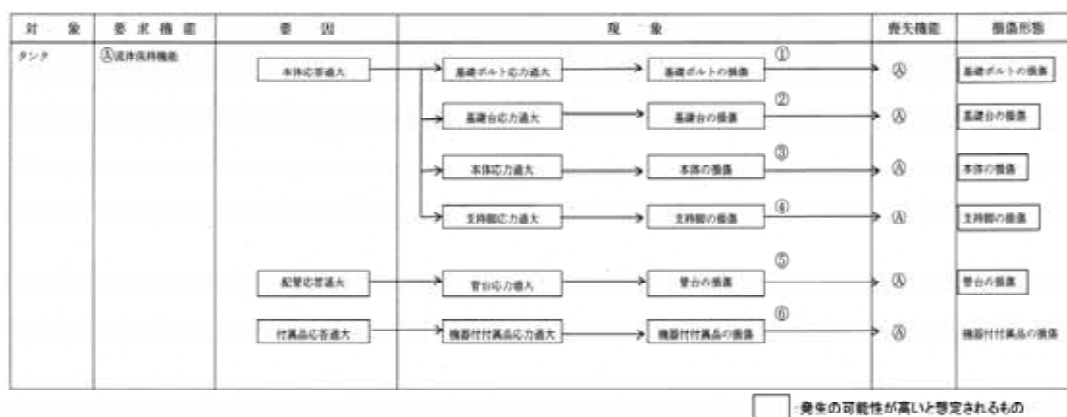 対象 要求機能 要因 現象 喪失機能 損傷形態
タンク Ⓐ流体保持機能
①
本体応答過大 基礎ボルト応力過大 基礎ボルトの損傷 Ⓐ 基礎ボルトの損傷
②
基礎台応力過大 基礎台の損傷 Ⓐ 基礎台の損傷
③
本体応力過大 本体の損傷 Ⓐ 本体の損傷
④
支持脚応力過大 支持脚の損傷 Ⓐ 支持脚の損傷
⑤
配管応答過大 管台応力過大 管台の損傷 Ⓐ 管台の損傷
⑥
付属品応答過大 機器付付属品応力過大 機器付付属品の損傷 Ⓐ 機器付付属品の損傷
:発生の可能性が高いと想定されるもの